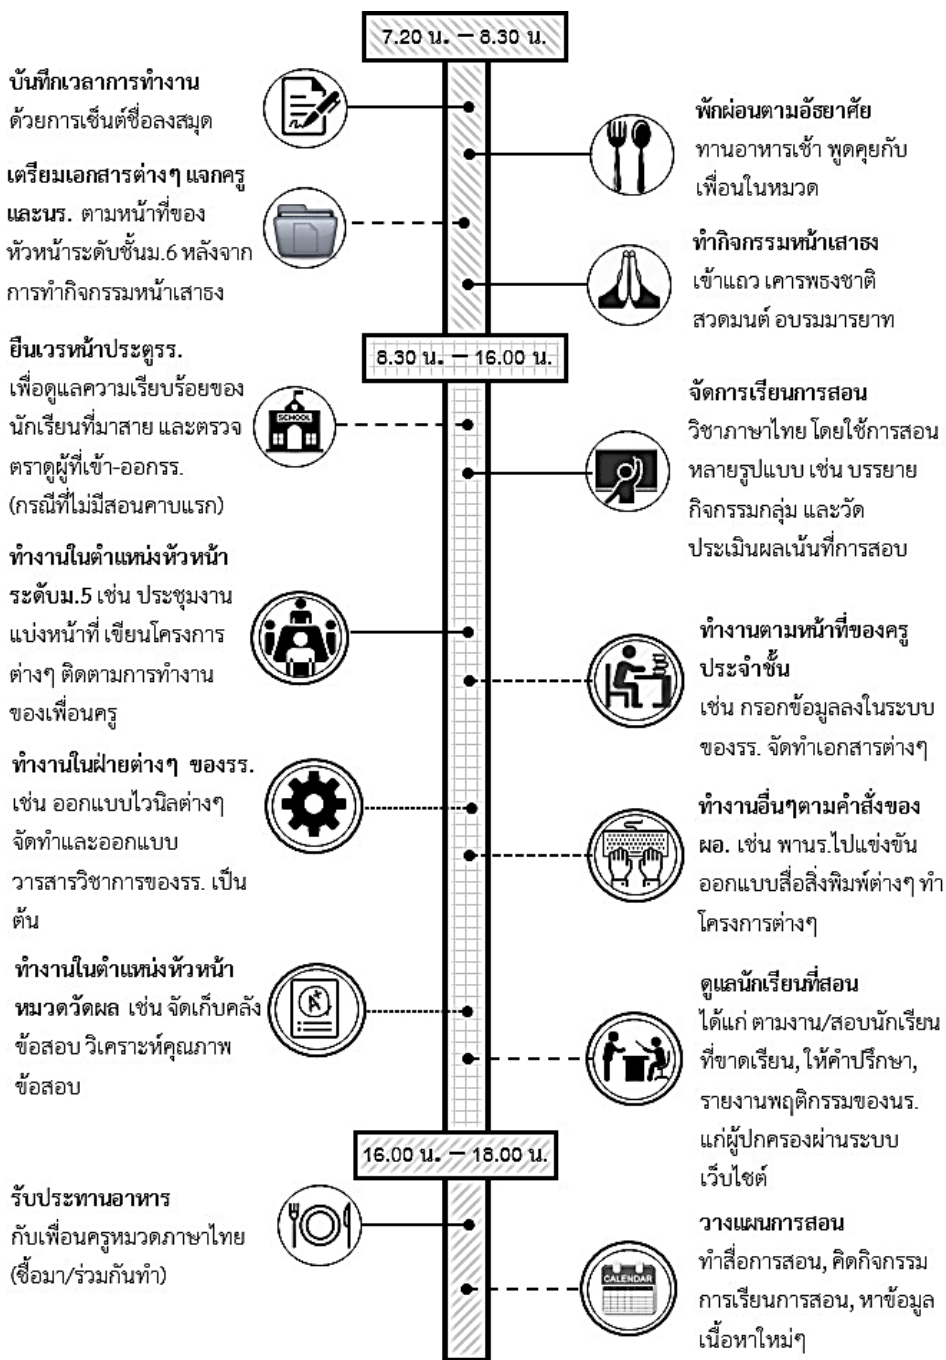 7.20 น. – 8.30 น.
บันทึกเวลาการทำงาน
ด้วยการเซ็นต์ชื่อลงสมุด
พักผ่อนตามอัธยาศัย
ทานอาหารเช้า พูดคุยกับ
เพื่อนในหมวด
เตรียมเอกสารต่างๆ แจกครู
และนร. ตามหน้าที่ของ
หัวหน้าระดับชั้นม.6 หลังจาก
การทำกิจกรรมหน้าเสาธง
ทำกิจกรรมหน้าเสาธง
เข้าแถว เคารพธงชาติ
สวดมนต์ อบรมมารยาท
8.30 น. – 16.00 น.
ยืนเวรหน้าประตูรร.
เพื่อดูแลความเรียบร้อยของ
นักเรียนที่มาสาย และตรวจ
ตราดูผู้ที่เข้า-ออกรร.
(กรณีที่ไม่มีสอนคาบแรก)
SCHOOL
จัดการเรียนการสอน
วิชาภาษาไทย โดยใช้การสอน
หลายรูปแบบ เช่น บรรยาย
กิจกรรมกลุ่ม และวัด
ประเมินผลเน้นที่การสอบ
ทำงานในตำแหน่งหัวหน้า
ระดับม.5 เช่น ประชุมงาน
แบ่งหน้าที่ เขียนโครงการ
ต่างๆ ติดตามการทำงาน
ของเพื่อนครู
ทำงานตามหน้าที่ของครู
ประจำชั้น
เช่น กรอกข้อมูลลงในระบบ
ของรร. จัดทำเอกสารต่างๆ
ทำงานในฝ่ายต่างๆ ของรร.
เช่น ออกแบบไวนิลต่างๆ
จัดทำและออกแบบ
วารสารวิชาการของรร. เป็น
ต้น
ทำงานอื่นๆตามคำสั่งของ
ผอ. เช่น พานร.ไปแข่งขัน
ออกแบบสื่อสิ่งพิมพ์ต่างๆ ทำ
โครงการต่างๆ
ทำงานในตำแหน่งหัวหน้า
หมวดวัดผล เช่น จัดเก็บคลัง
ข้อสอบ วิเคราะห์คุณภาพ
ข้อสอบ
A+
ดูแลนักเรียนที่สอน
ได้แก่ ตามงาน/สอบนักเรียน
ที่ขาดเรียน, ให้คำปรึกษา,
รายงานพฤติกรรมของนร.
แก่ผู้ปกครองผ่านระบบ
เว็บไซต์
16.00 น. – 18.00 น.
รับประทานอาหาร
กับเพื่อนครูหมวดภาษาไทย
(ซื้อมา/ร่วมกันทำ)
วางแผนการสอน
ทำสื่อการสอน, คิดกิจกรรม
การเรียนการสอน, หาข้อมูล
เนื้อหาใหม่ๆ
CALENDAR